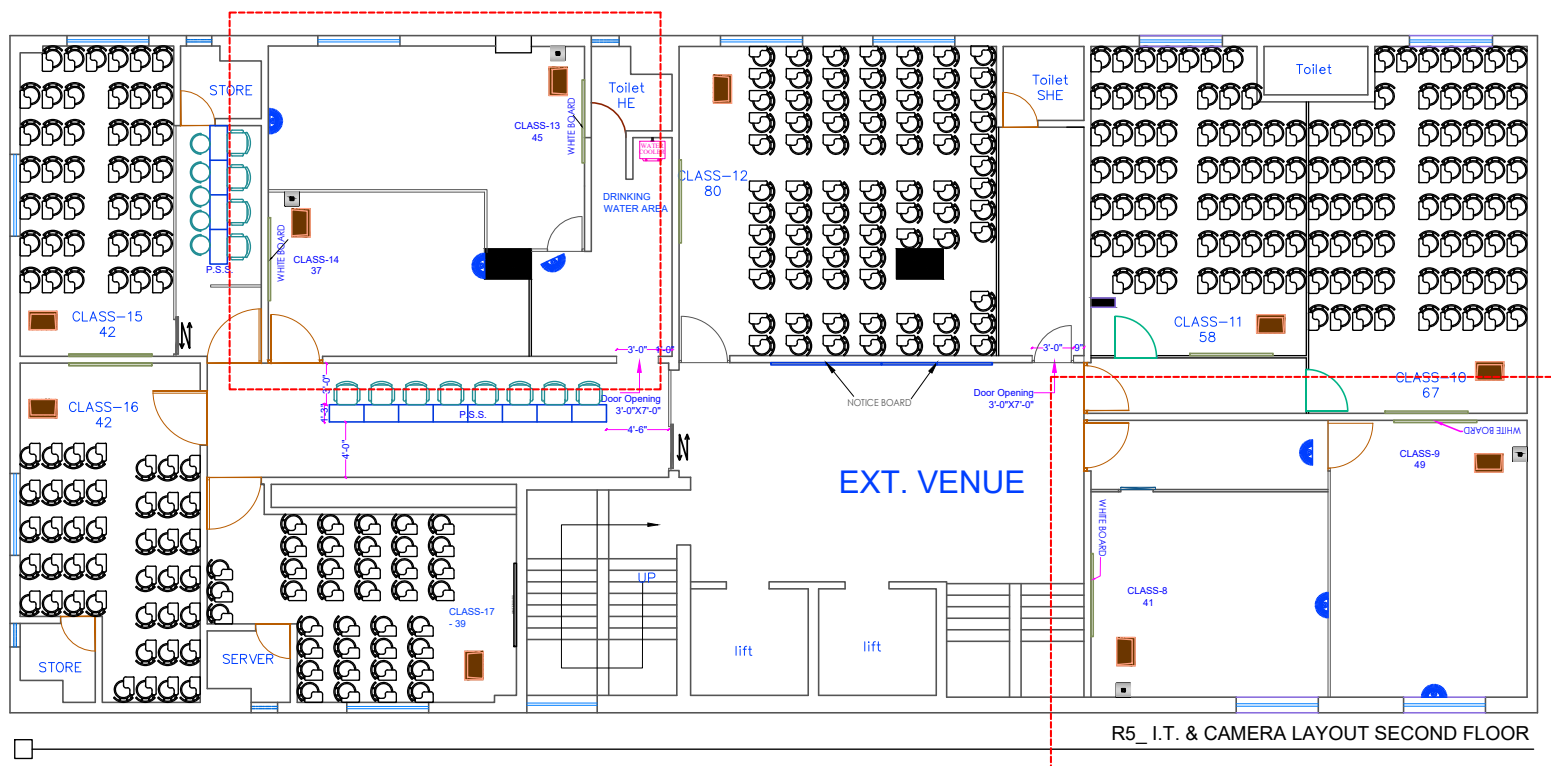 STORE
CLASS-13
45
WHITE BOARD
Toilet
HE
WATER
COOLER
DRINKING
WATER AREA
CLASS-12
80
Toilet
SHE
Toilet
P.S.S.
WHITE BOARD
CLASS-14
37
CLASS-15
42
N
CLASS-11
58
CLASS-10
67
3'-0"
3'-0"
9"
Door Opening
3'-0"X7'-0"
Door Opening
3'-0"X7'-0"
NOTICE BOARD
CLASS-16
42
4'-3"
P.S.S.
4'-6"
4'-0"
N
WHITE BOARD
CLASS-9
49
EXT. VENUE
WHITE BOARD
CLASS-8
41
UP
CLASS-17
- 39
STORE
SERVER
lift
lift
R5_ I.T. & CAMERA LAYOUT SECOND FLOOR